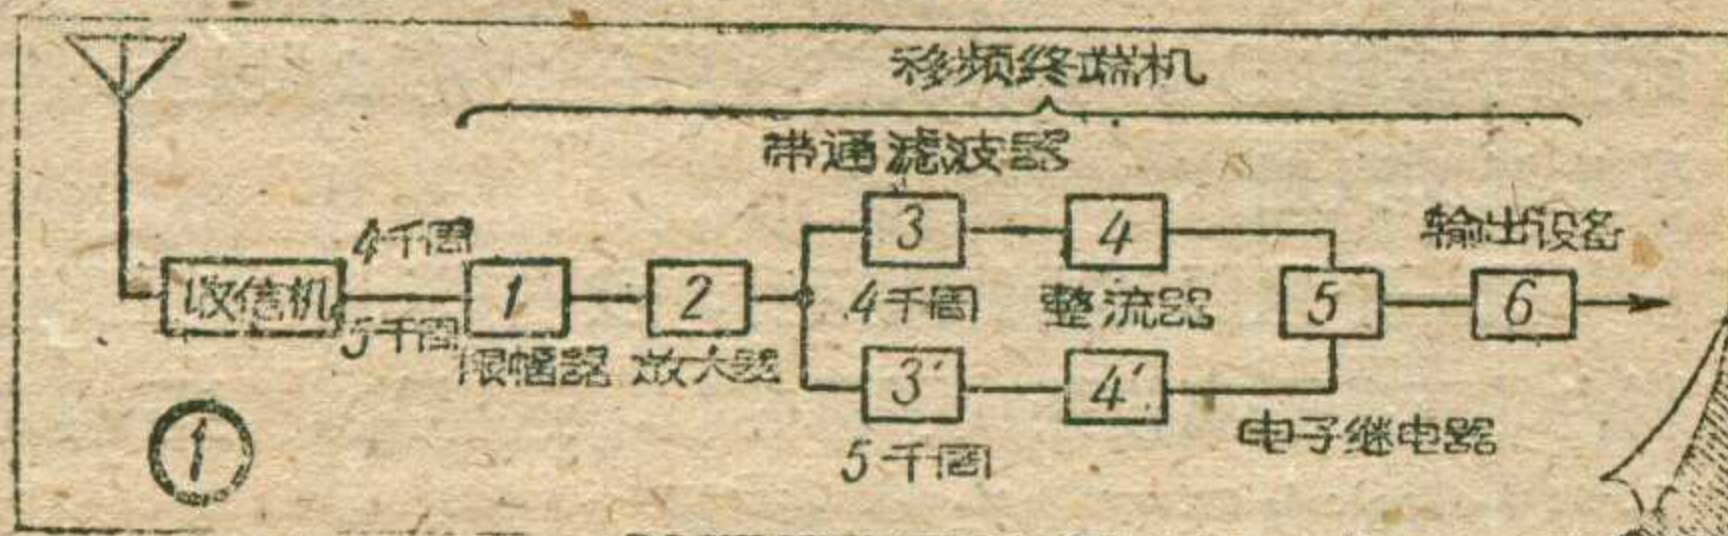 移频终端机
带通滤波器
4千周
3
4
输出设备
收信机
1
2
4千周
整流器
5
6
5千周
限幅器
放大器
3'
4'
电子继电器
5千周
1